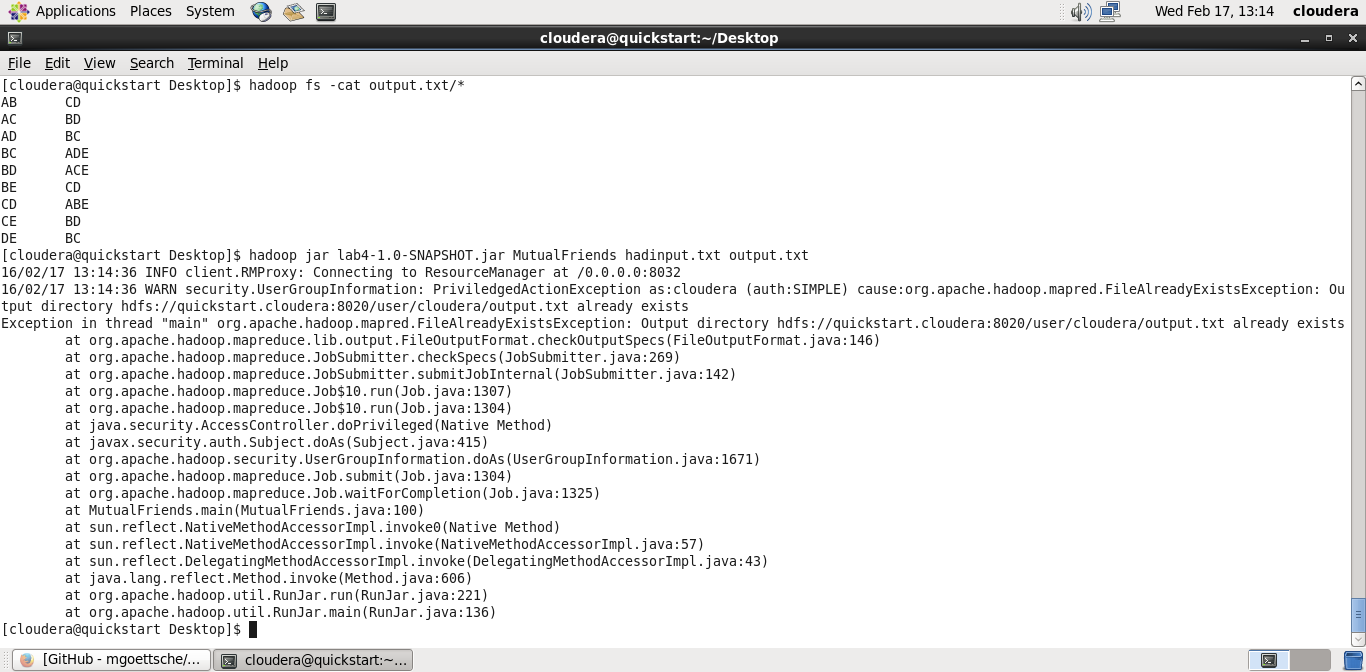 Applications Places System Wed Feb 17, 13:14 cloudera
cloudera@quickstart:~/Desktop
File Edit View Search Terminal Help
[cloudera@quickstart Desktop]$ hadoop fs -cat output.txt/*
AB CD
AC BD
AD BC
BC ADE
BD ACE
BE CD
CD ABE
CE BD
DE BC
[cloudera@quickstart Desktop]$ hadoop jar lab4-1.0-SNAPSHOT.jar MutualFriends hadinput.txt output.txt
16/02/17 13:14:36 INFO client.RMProxy: Connecting to ResourceManager at /0.0.0.0:8032
16/02/17 13:14:36 WARN security.UserGroupInformation: PriviledgedActionException as:cloudera (auth:SIMPLE) cause:org.apache.hadoop.mapred.FileAlreadyExistsException: Ou
tput directory hdfs://quickstart.cloudera:8020/user/cloudera/output.txt already exists
Exception in thread "main" org.apache.hadoop.mapred.FileAlreadyExistsException: Output directory hdfs://quickstart.cloudera:8020/user/cloudera/output.txt already exists
at org.apache.hadoop.mapreduce.lib.output.FileOutputFormat.checkOutputSpecs(FileOutputFormat.java:146)
at org.apache.hadoop.mapreduce.JobSubmitter.checkSpecs(JobSubmitter.java:269)
at org.apache.hadoop.mapreduce.JobSubmitter.submitJobInternal(JobSubmitter.java:142)
at org.apache.hadoop.mapreduce.Job$10.run(Job.java:1307)
at org.apache.hadoop.mapreduce.Job$10.run(Job.java:1304)
at java.security.AccessController.doPrivileged(Native Method)
at javax.security.auth.Subject.doAs(Subject.java:415)
at org.apache.hadoop.security.UserGroupInformation.doAs(UserGroupInformation.java:1671)
at org.apache.hadoop.mapreduce.Job.submit(Job.java:1304)
at org.apache.hadoop.mapreduce.Job.waitForCompletion(Job.java:1325)
at MutualFriends.main(MutualFriends.java:100)
at sun.reflect.NativeMethodAccessorImpl.invoke0(Native Method)
at sun.reflect.NativeMethodAccessorImpl.invoke(NativeMethodAccessorImpl.java:57)
at sun.reflect.DelegatingMethodAccessorImpl.invoke(DelegatingMethodAccessorImpl.java:43)
at java.lang.reflect.Method.invoke(Method.java:606)
at org.apache.hadoop.util.RunJar.run(RunJar.java:221)
at org.apache.hadoop.util.RunJar.main(RunJar.java:136)
[cloudera@quickstart Desktop]$
[GitHub - mgoettsche/... cloudera@quickstart:~...